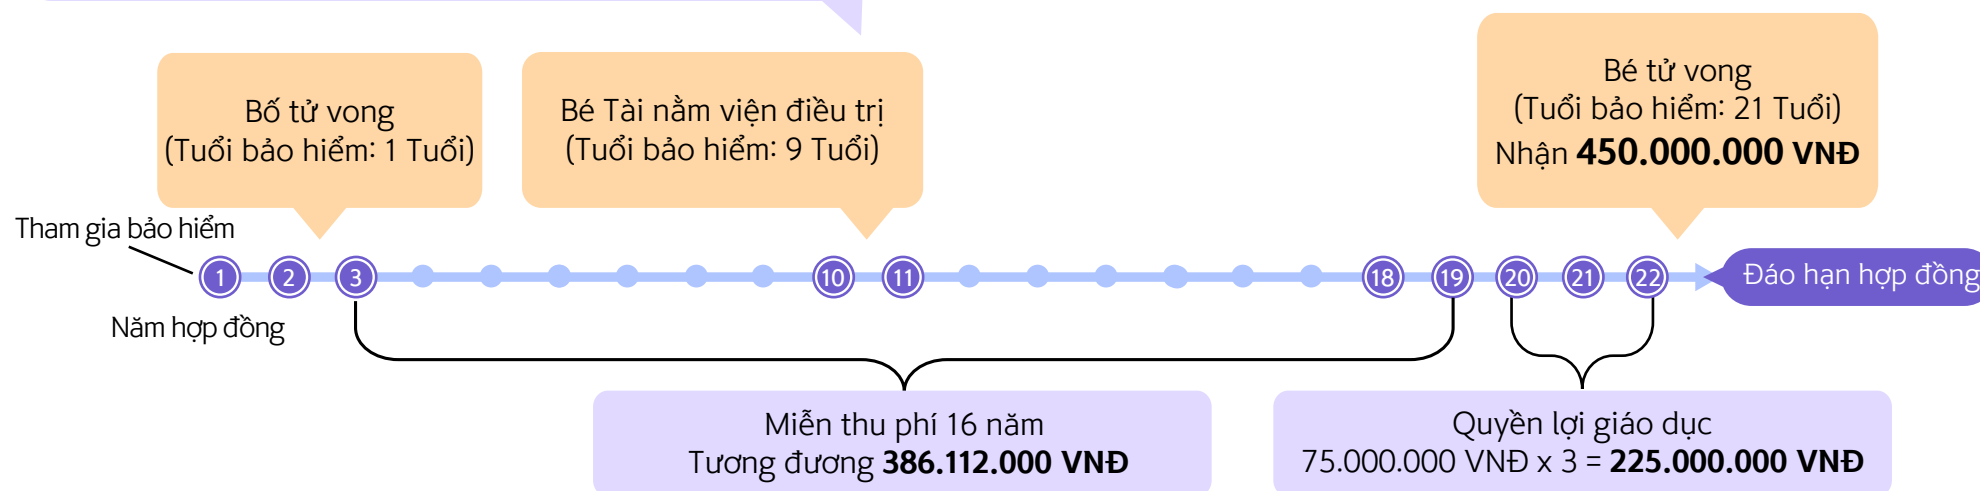 Bố tử vong
(Tuổi bảo hiểm: 1 Tuổi)
Bé Tài nằm viện điều trị
(Tuổi bảo hiểm: 9 Tuổi)
Bé tử vong
(Tuổi bảo hiểm: 21 Tuổi)
Nhận 450.000.000 VNĐ
Tham gia bảo hiểm
1 2 3 10 11 18 19 20 21 22
Đáo hạn hợp đồng
Năm hợp đồng
Miễn thu phí 16 năm
Tương đương 386.112.000 VNĐ
Quyền lợi giáo dục
75.000.000 VNĐ x 3 = 225.000.000 VNĐ